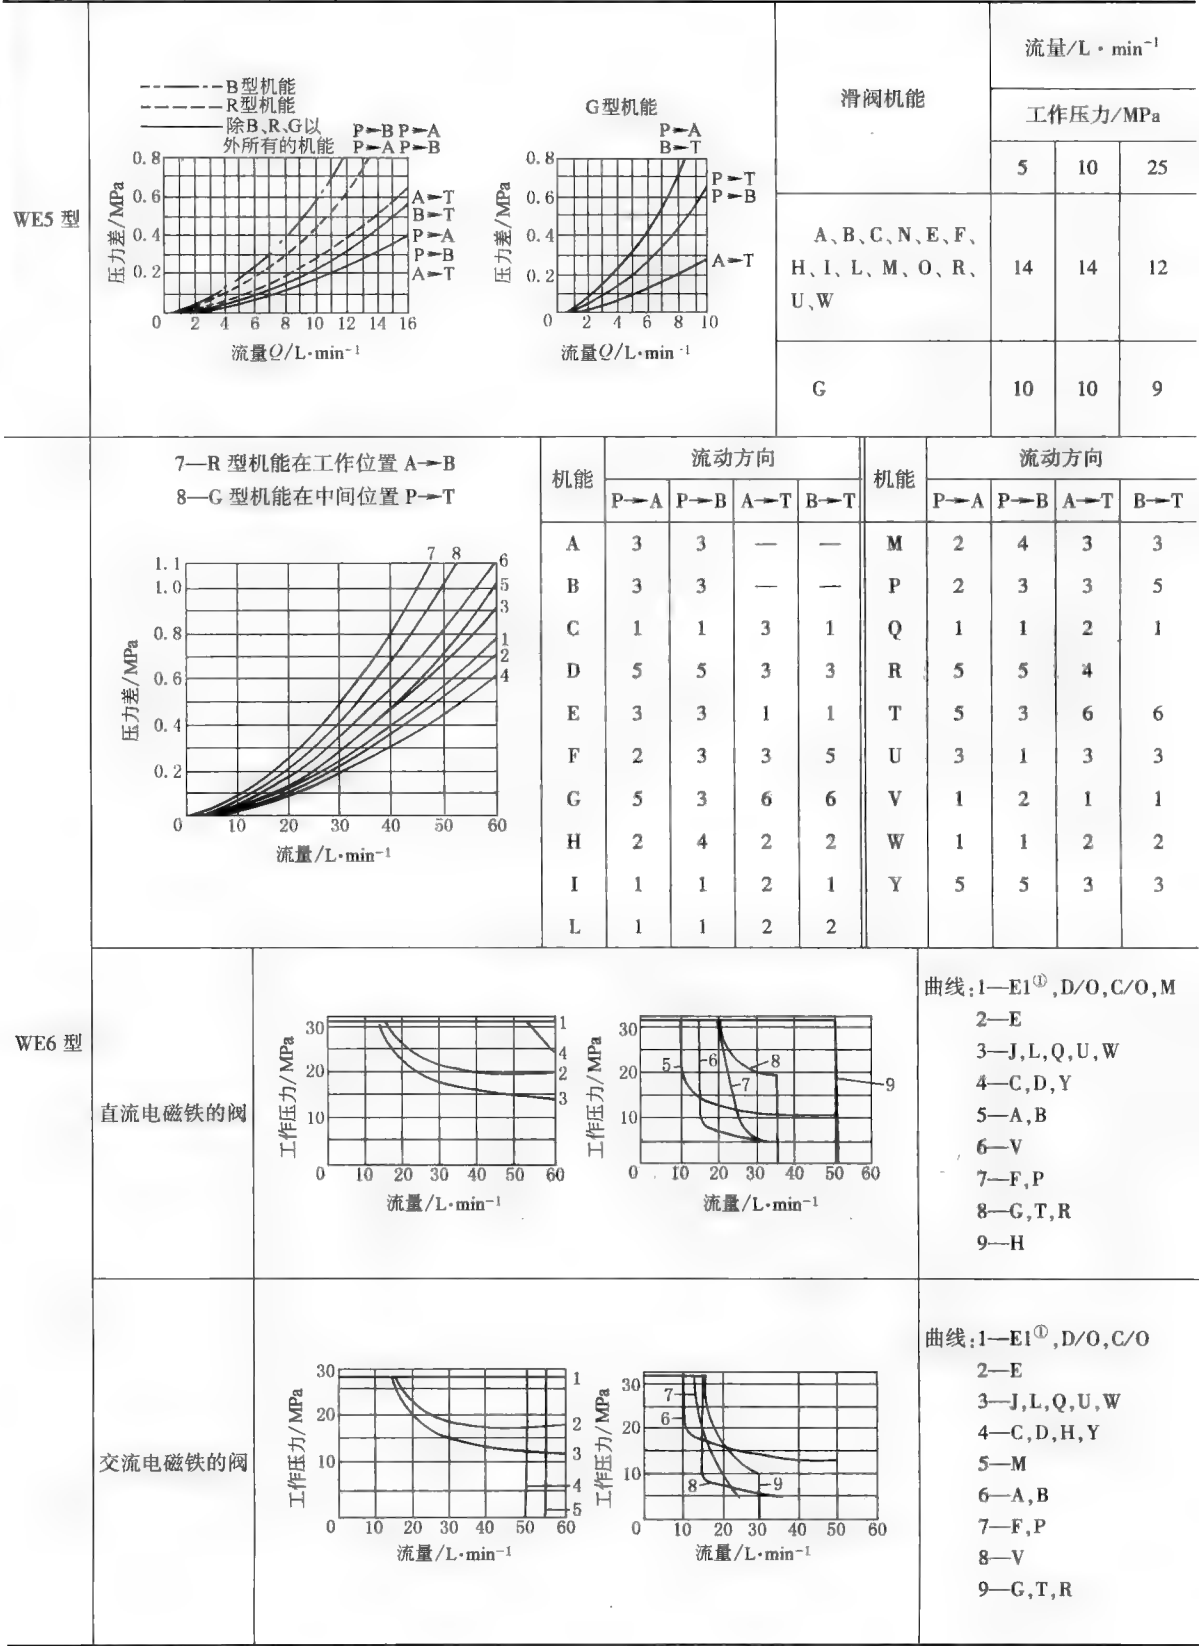 WE5 型
B型机能
R型机能
除B、R、G以
外所有的机能
P→B P→A
P→A P→B
压力差/MPa
0.8
0.6
0.4
0.2
A→T
B→T
P→A
P→B
A→T
0 2 4 6 8 10 12 14 16
流量Q/L·min⁻¹
G型机能
P→A
B→T
压力差/MPa
0.8
0.6
0.4
0.2
P→T
P→B
A→T
0 2 4 6 8 10
流量Q/L·min⁻¹
滑阀机能 流量/L·min⁻¹
工作压力/MPa
5 10 25
A、B、C、N、E、F、
H、I、L、M、O、R、 14 14 12
U、W
G 10 10 9
WE6 型
7—R 型机能在工作位置 A→B
8—G 型机能在中间位置 P→T
压力差/MPa
1.1
1.0
0.8
0.6
0.4
0.2
7 8 6
5
3
1
2
4
0 10 20 30 40 50 60
流量/L·min⁻¹
机能 流动方向 机能 流动方向
P→A P→B A→T B→T P→A P→B A→T B→T
A 3 3 — — M 2 4 3 3
B 3 3 — — P 2 3 3 5
C 1 1 3 1 Q 1 1 2 1
D 5 5 3 3 R 5 5 4
E 3 3 1 1 T 5 3 6 6
F 2 3 3 5 U 3 1 3 3
G 5 3 6 6 V 1 2 1 1
H 2 4 2 2 W 1 1 2 2
I 1 1 2 1 Y 5 5 3 3
L 1 1 2 2
直流电磁铁的阀
工作压力/MPa
30
20
10
1
4
2
3
0 10 20 30 40 50 60
流量/L·min⁻¹
工作压力/MPa
30
20
10
5 6 7 8 9
0 10 20 30 40 50 60
流量/L·min⁻¹
曲线:1—E1①,D/O,C/O,M
2—E
3—J,L,Q,U,W
4—C,D,Y
5—A,B
6—V
7—F,P
8—G,T,R
9—H
交流电磁铁的阀
工作压力/MPa
30
20
10
1
2
3
4
5
0 10 20 30 40 50 60
流量/L·min⁻¹
工作压力/MPa
30
20
10
7
6
8 9
0 10 20 30 40 50 60
流量/L·min⁻¹
曲线:1—E1①,D/O,C/O
2—E
3—J,L,Q,U,W
4—C,D,H,Y
5—M
6—A,B
7—F,P
8—V
9—G,T,R